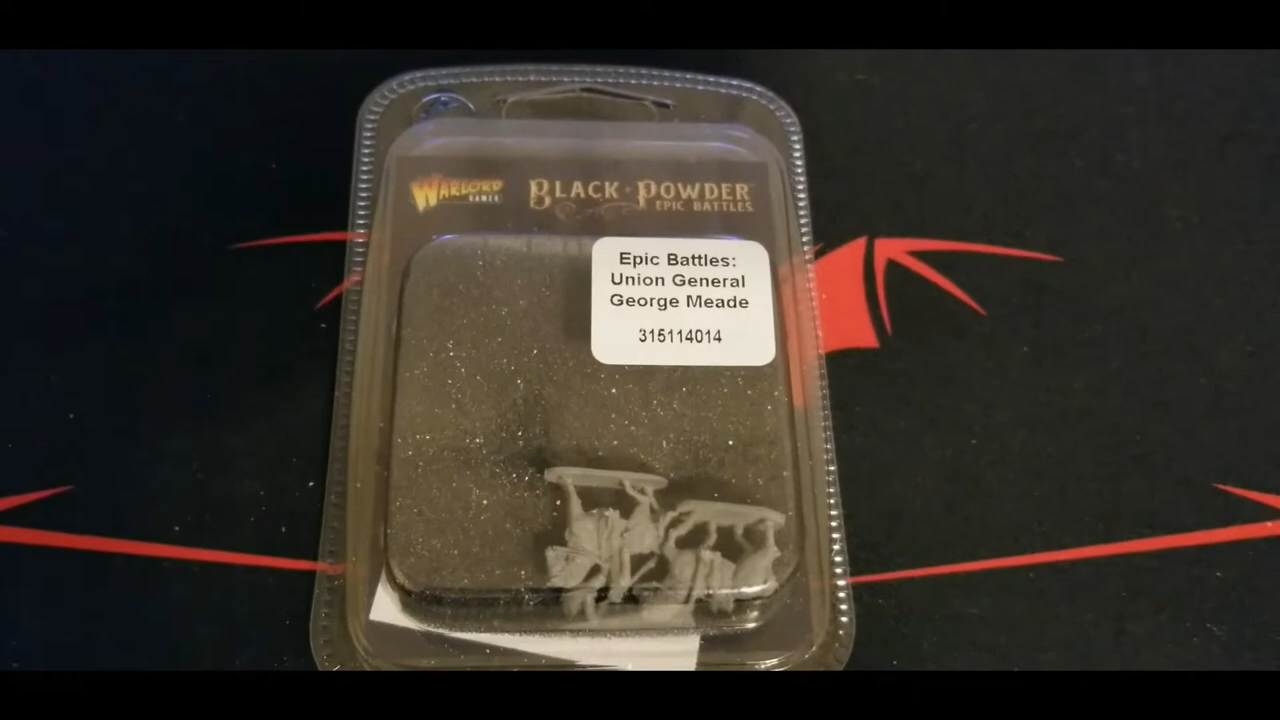 WARLORD
GAMES
BLACK POWDER
EPIC BATTLES
Epic Battles:
Union General
George Meade
315114014